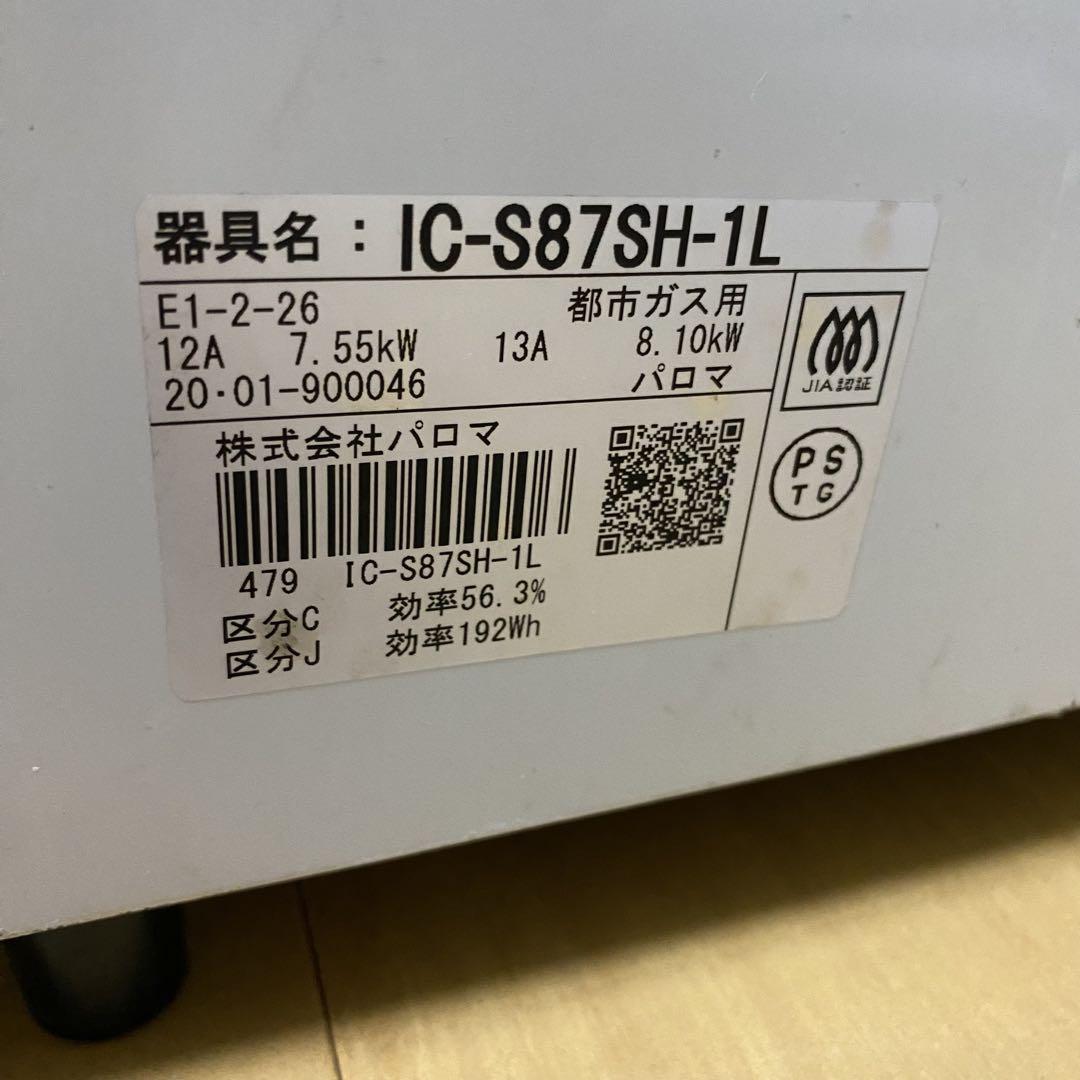 器具名：IC-S87SH-1L
E1-2-26 都市ガス用
12A 7.55kW 13A 8.10kW
20・01-900046 パロマ
JIA認証
株式会社パロマ
PS
TG
479 IC-S87SH-1L
区分C 効率56.3%
区分J 効率192Wh